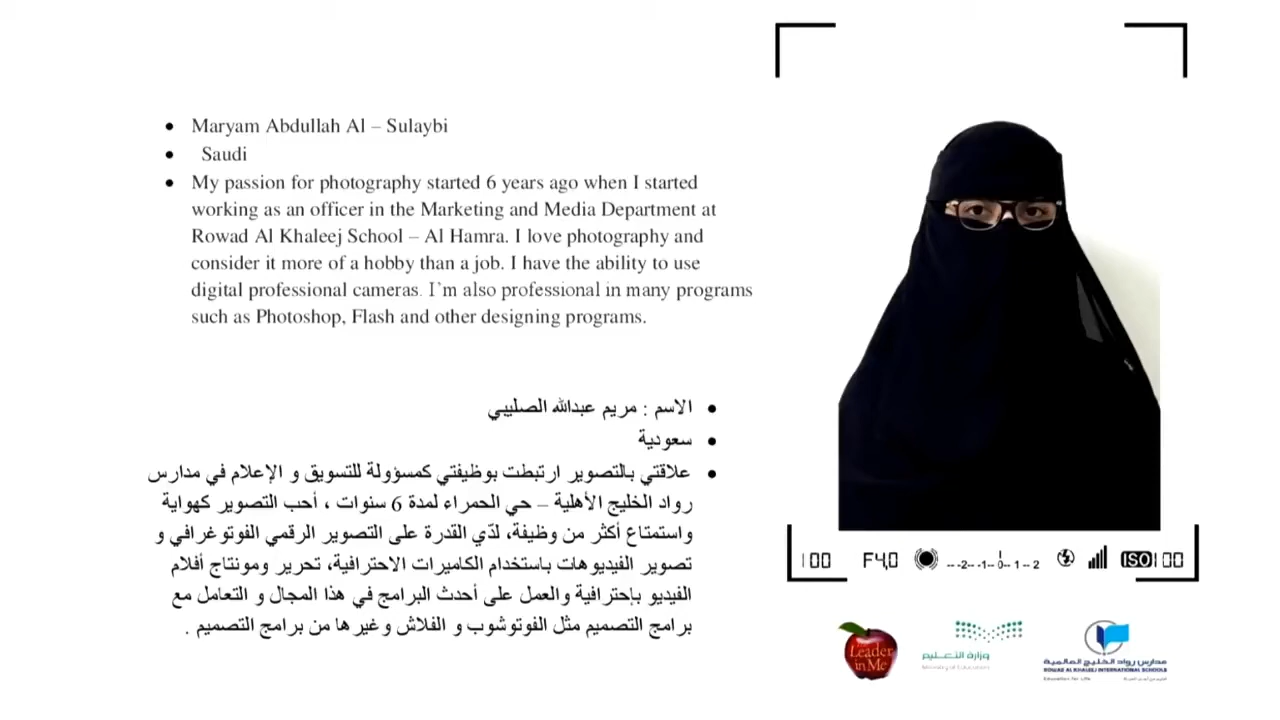 Maryam Abdullah Al – Sulaybi
Saudi
My passion for photography started 6 years ago when I started
working as an officer in the Marketing and Media Department at
Rowad Al Khaleej School – Al Hamra. I love photography and
consider it more of a hobby than a job. I have the ability to use
digital professional cameras. I'm also professional in many programs
such as Photoshop, Flash and other designing programs.
الاسم : مريم عبدالله الصليبي
سعودية
علاقتي بالتصوير ارتبطت بوظيفتي كمسؤولة للتسويق و الإعلام في مدارس
رواد الخليج الأهلية – حي الحمراء لمدة 6 سنوات ، أحب التصوير كهواية
واستمتاع أكثر من وظيفة، لدّي القدرة على التصوير الرقمي الفوتوغرافي و
تصوير الفيديوهات باستخدام الكاميرات الاحترافية، تحرير ومونتاج أفلام
الفيديو بإحترافية والعمل على أحدث البرامج في هذا المجال و التعامل مع
برامج التصميم مثل الفوتوشوب و الفلاش وغيرها من برامج التصميم .
100 F4,0 -- -2-- -1-- 0-- 1 -- 2 ISO 100
Leader
in Me
وزارة التعليم
Ministry of Education
مدارس رواد الخليج العالمية
ROWAD AL KHALEEJ INTERNATIONAL SCHOOLS
Education for Life